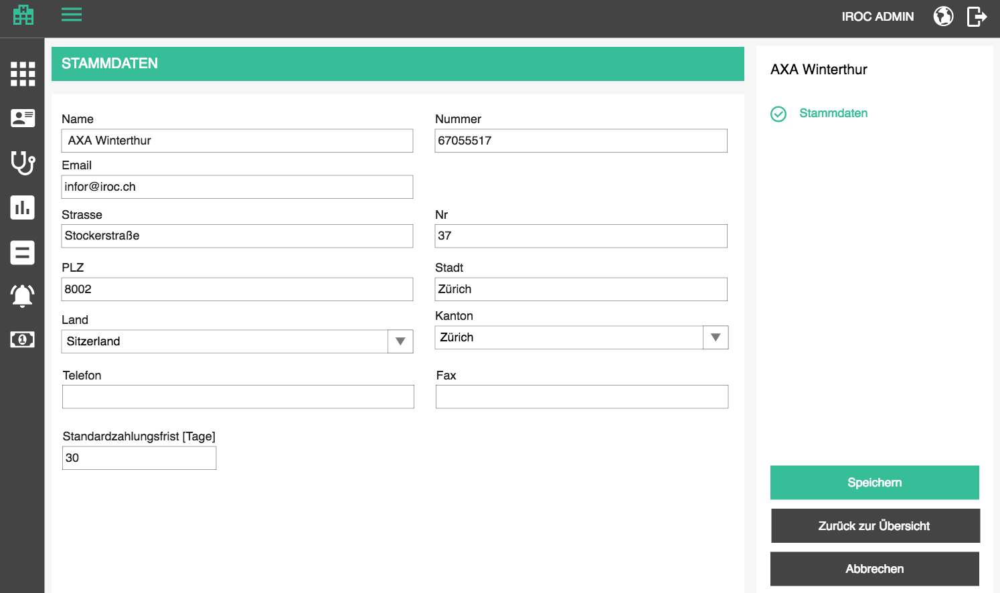 IROC ADMIN
STAMMDATEN
Name
AXA Winterthur
Nummer
67055517
Email
infor@iroc.ch
Strasse
Stockerstraße
Nr
37
PLZ
8002
Stadt
Zürich
Land
Sitzerland
Kanton
Zürich
Telefon
Fax
Standardzahlungsfrist [Tage]
30
AXA Winterthur
Stammdaten
Speichern
Zurück zur Übersicht
Abbrechen